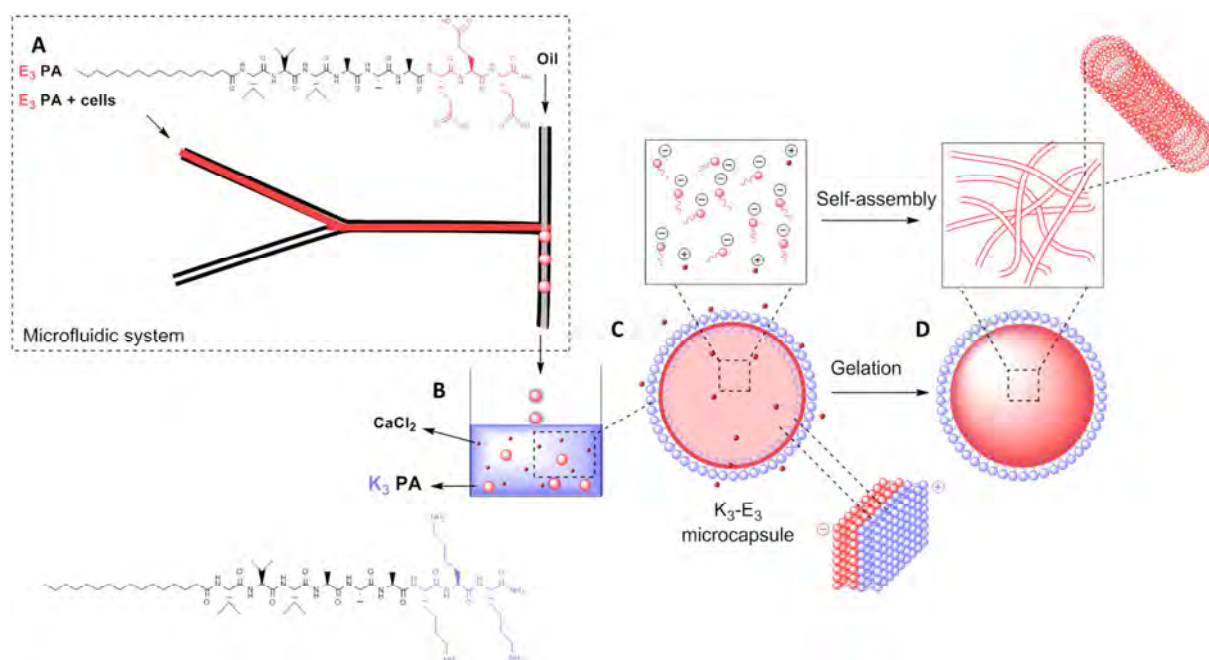 A
E₃ PA
E₃ PA + cells
Oil
Microfluidic system
B
CaCl₂
K₃ PA
C
Self-assembly
D
Gelation
K₃-E₃
microcapsule